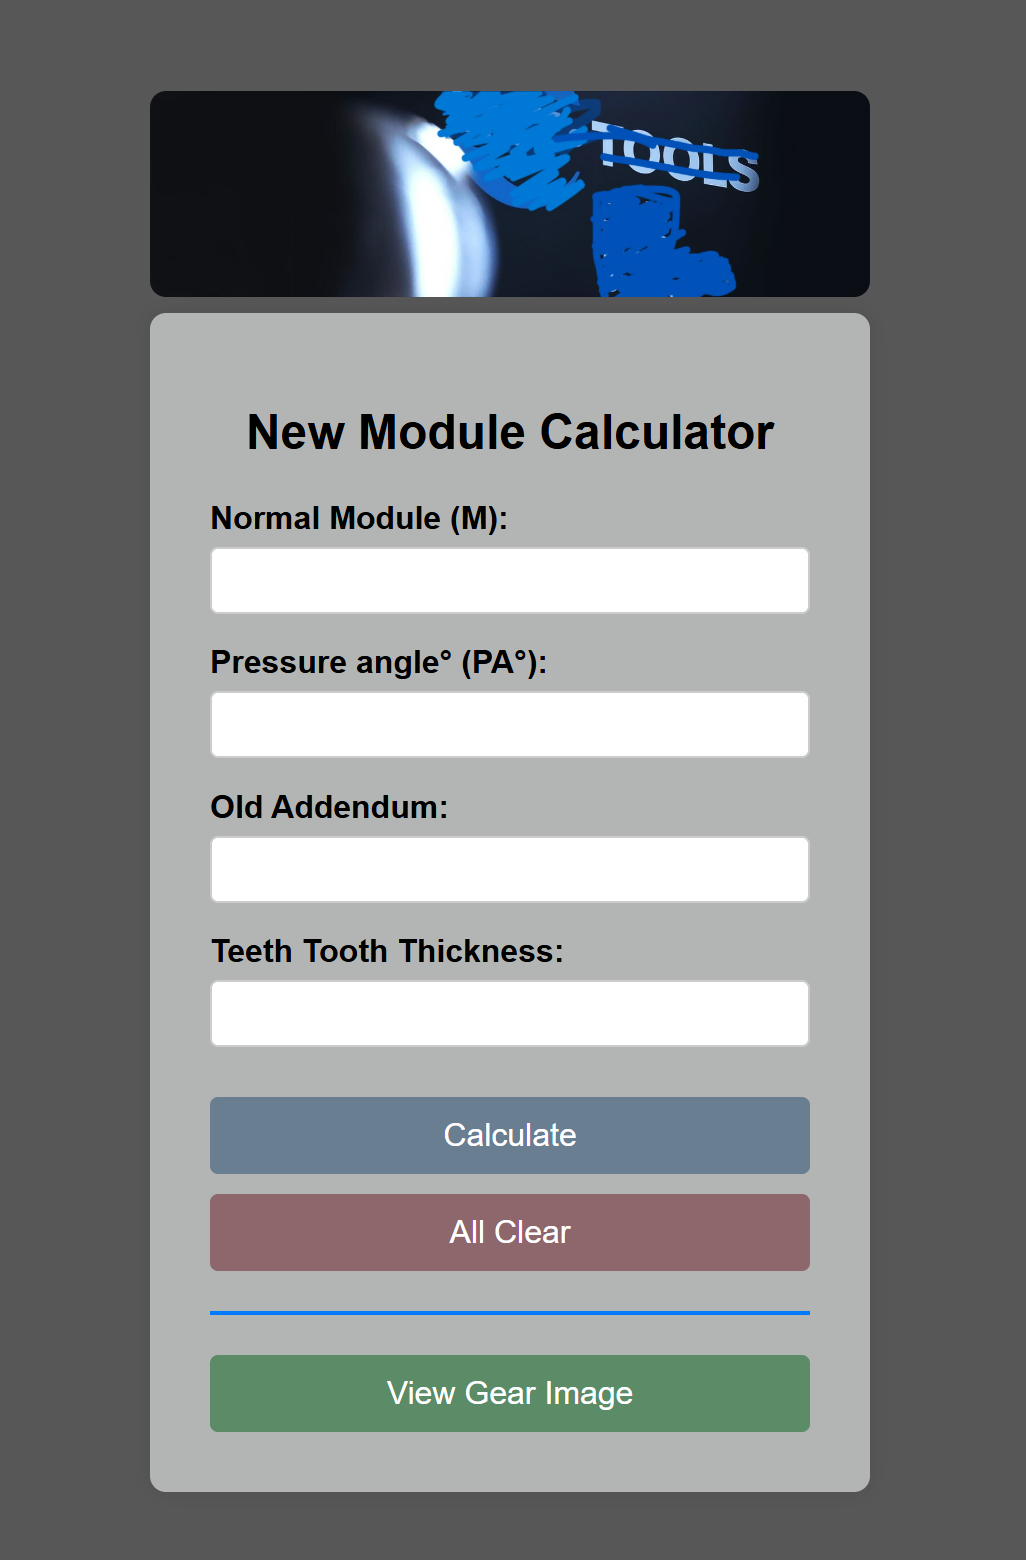 TOOLS
New Module Calculator
Normal Module (M):
Pressure angle° (PA°):
Old Addendum:
Teeth Tooth Thickness:
Calculate
All Clear
View Gear Image